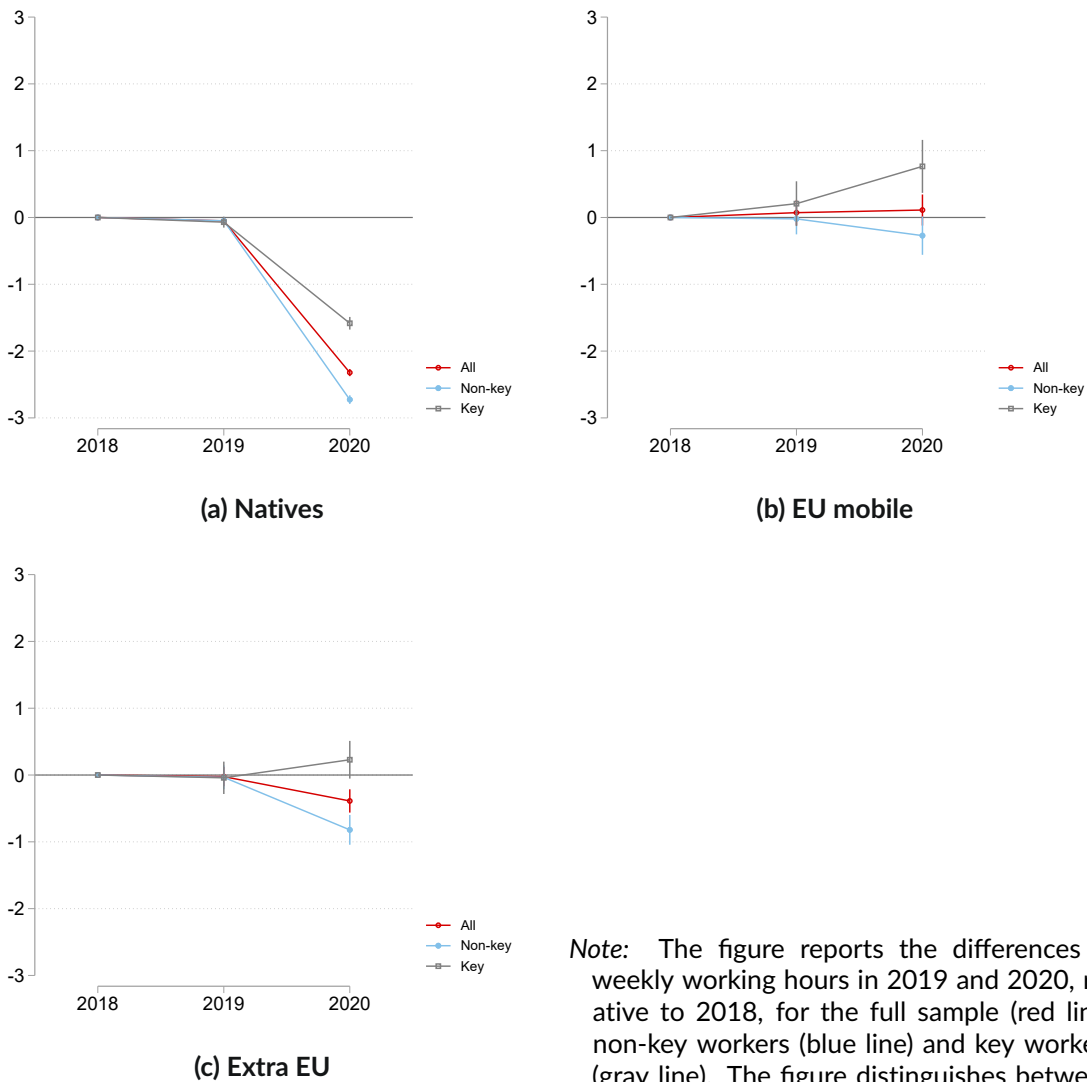 3
2
1
0
-1
-2
-3
2018 2019 2020
All
Non-key
Key
(a) Natives
3
2
1
0
-1
-2
-3
2018 2019 2020
All
Non-key
Key
(b) EU mobile
3
2
1
0
-1
-2
-3
2018 2019 2020
All
Non-key
Key
(c) Extra EU
Note: The figure reports the differences
weekly working hours in 2019 and 2020,
ative to 2018, for the full sample (red
non-key workers (blue line) and key
(gray line). The figure distinguishes